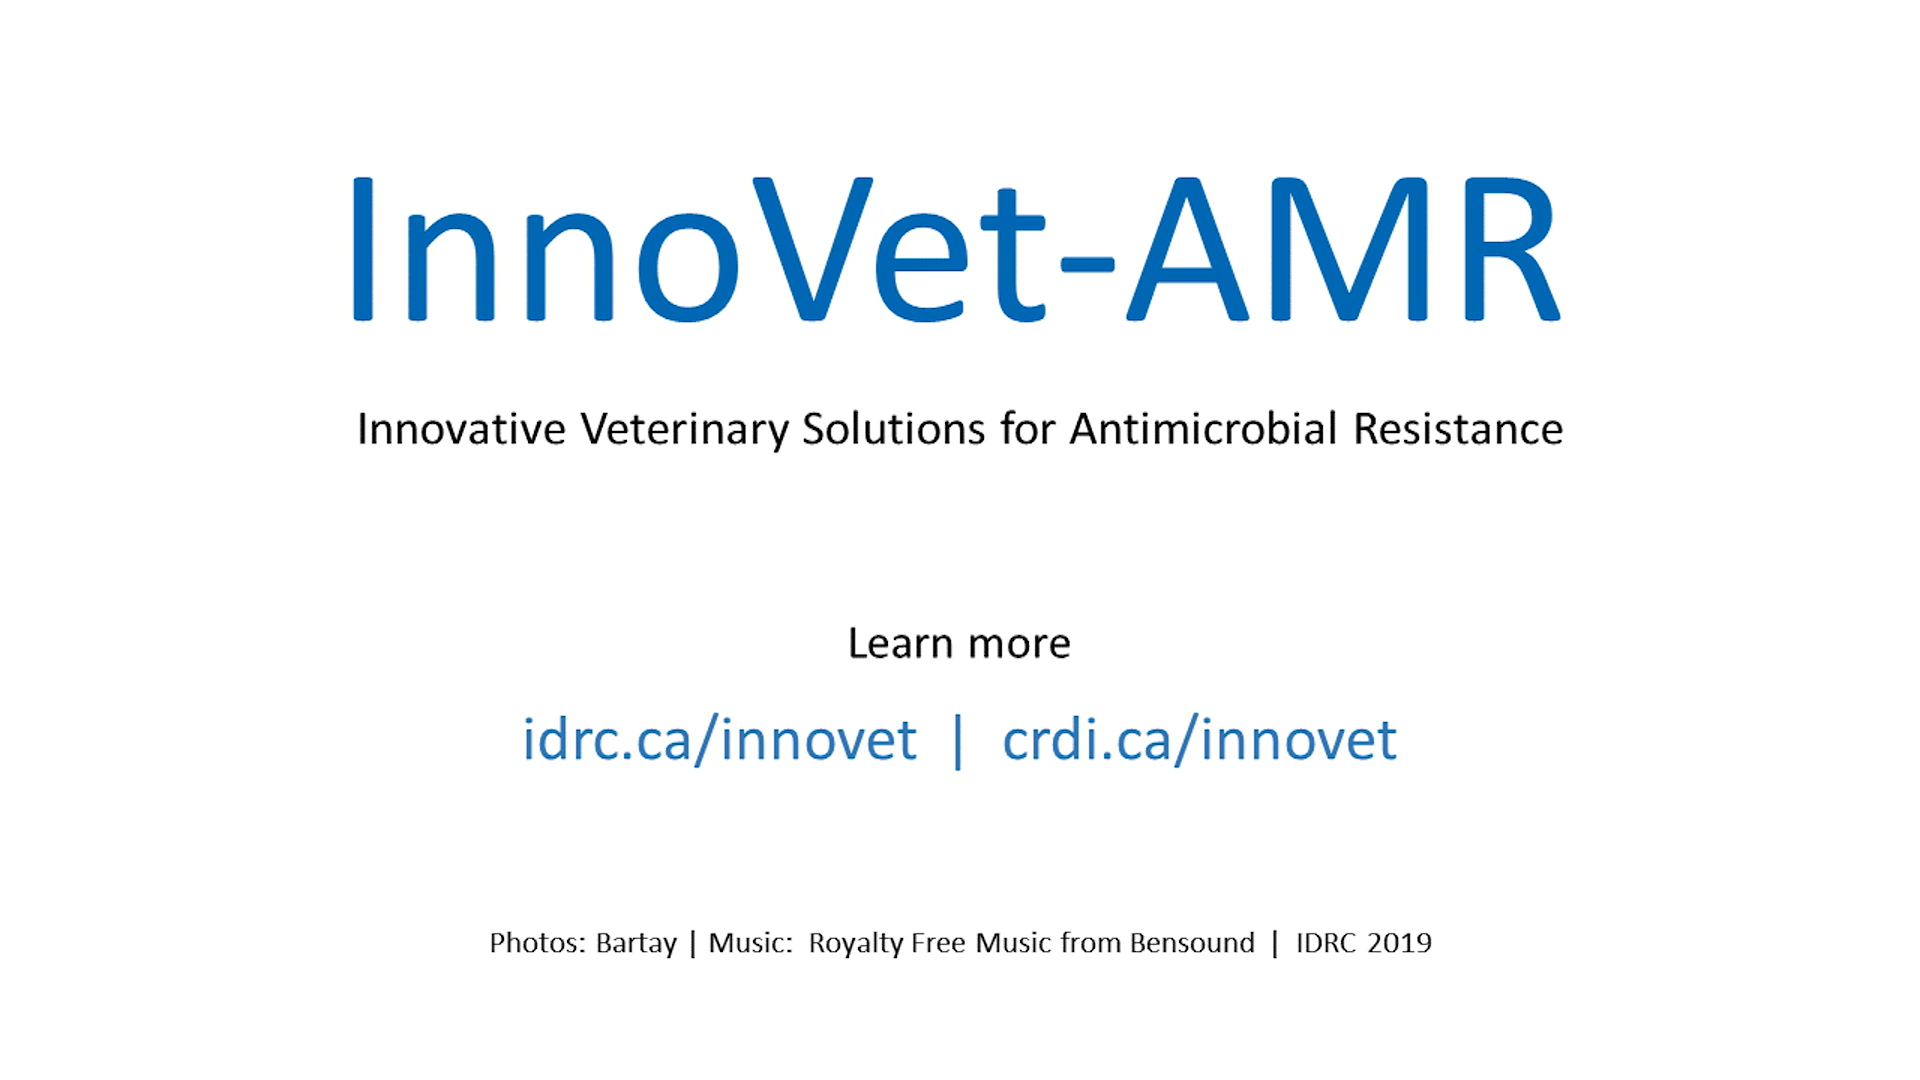 InnoVet-AMR
Innovative Veterinary Solutions for Antimicrobial Resistance
Learn more
idrc.ca/innovet | crdi.ca/innovet
Photos: Bartay | Music: Royalty Free Music from Bensound | IDRC 2019